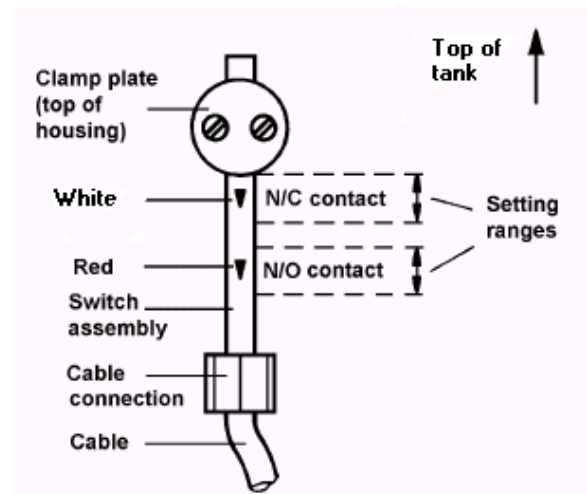 Top of
tank
Clamp plate
(top of
housing)
White
N/C contact
Setting
ranges
Red
N/O contact
Switch
assembly
Cable
connection
Cable